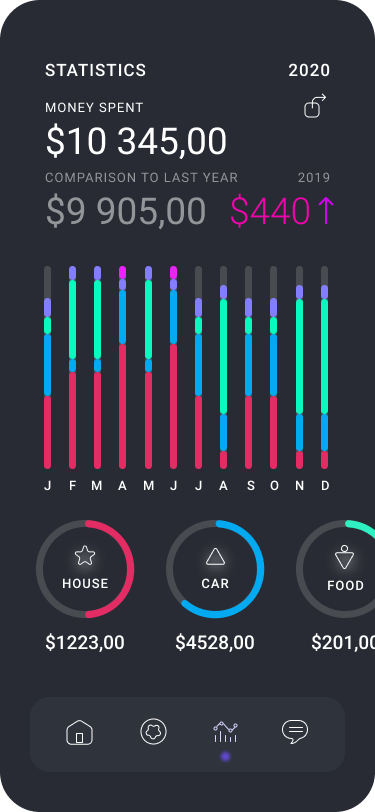 STATISTICS 2020
MONEY SPENT
$10 345,00
COMPARISON TO LAST YEAR 2019
$9 905,00 $440↑
J F M A M J J A S O N D
HOUSE CAR FOOD
$1223,00 $4528,00 $201,00